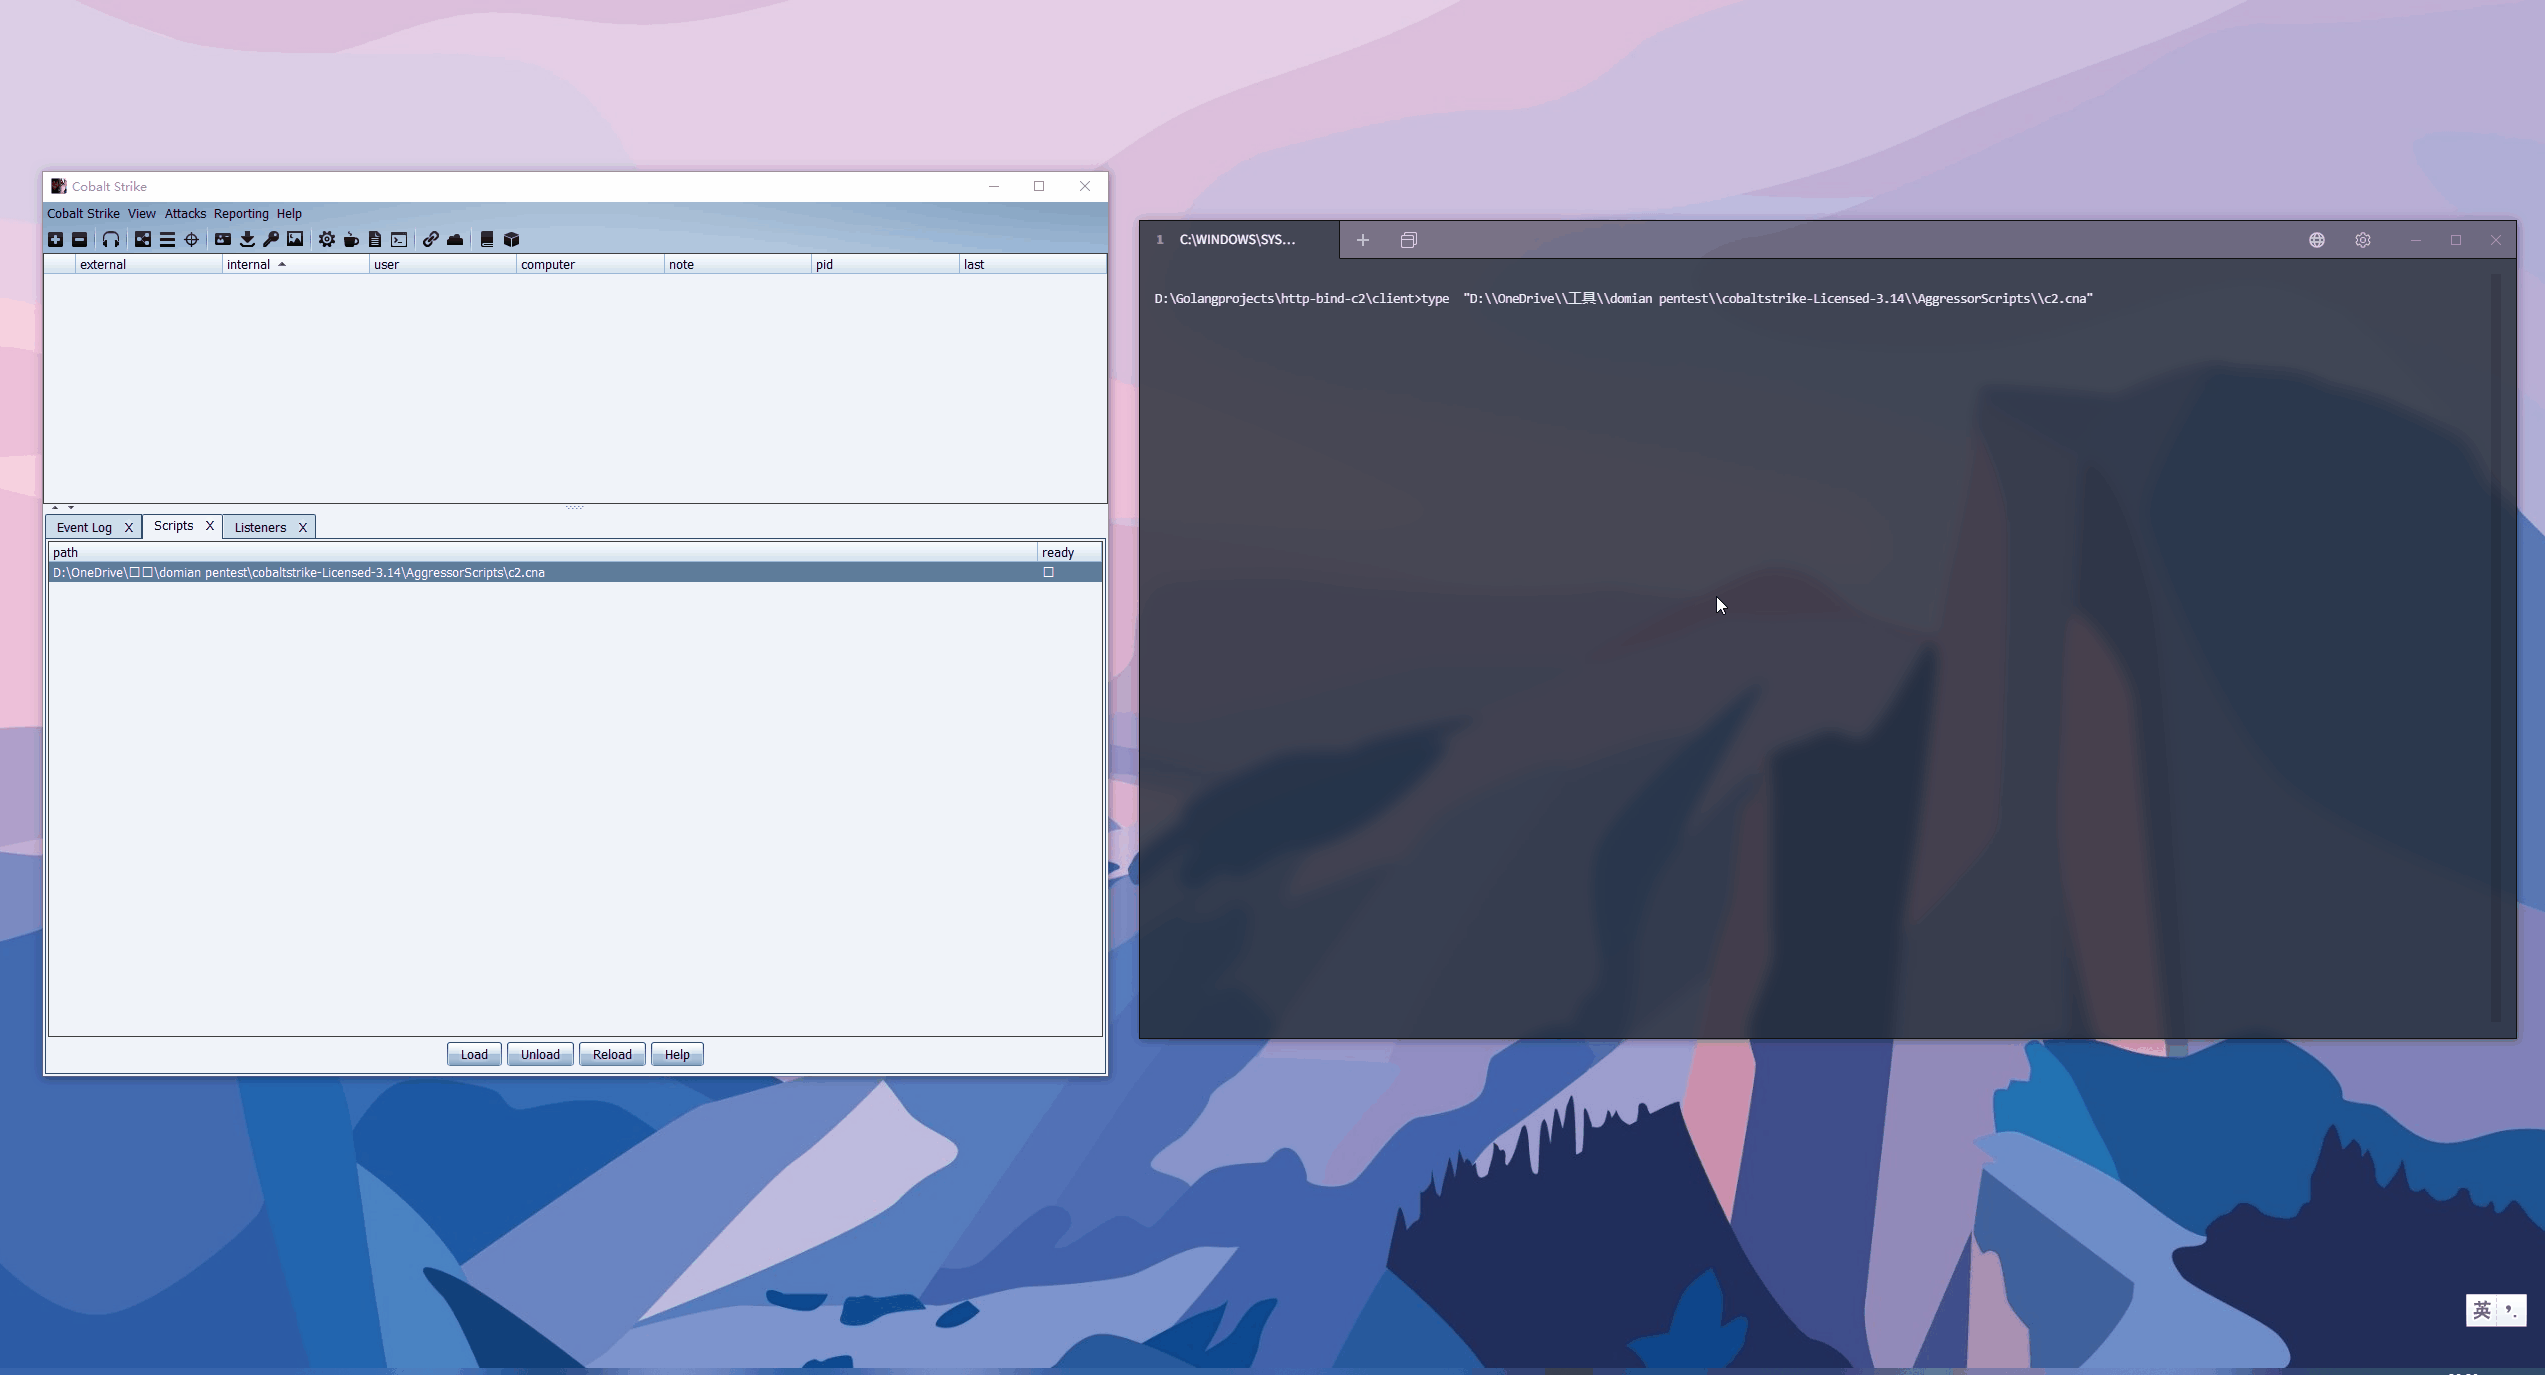 Cobalt Strike
Cobalt Strike View Attacks Reporting Help
external internal user computer note pid last
Event Log X Scripts X Listeners X
path ready
D:\OneDrive\□□\domian pentest\cobaltstrike-Licensed-3.14\AggressorScripts\c2.cna
Load Unload Reload Help
1 C:\WINDOWS\SYS...
D:\Golangprojects\http-bind-c2\client>type "D:\\OneDrive\\工具\\domian pentest\\cobaltstrike-Licensed-3.14\\AggressorScripts\\c2.cna"
英